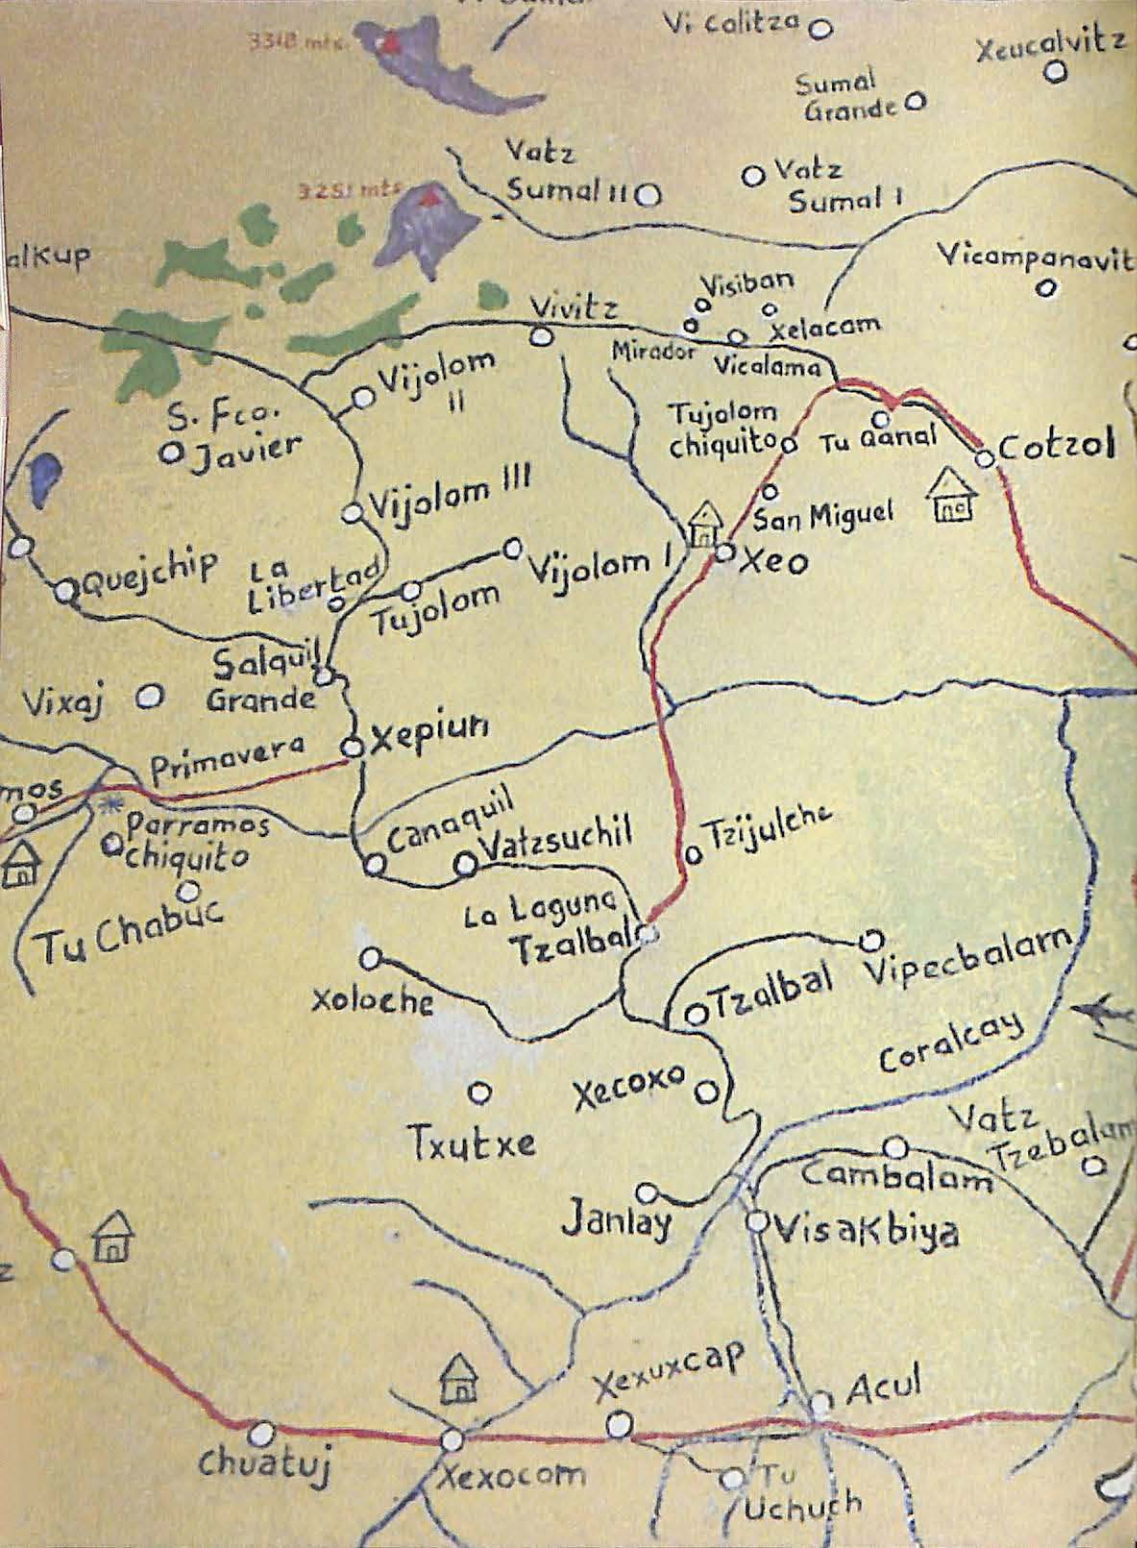 Vi Calitza
3318 mts.
Xeucalvitz
Sumal
Grande
Vatz
Sumal II
Vatz
Sumal I
3251 mts
alkup
Vicampanavit
Visiban
Vivitz
Xelacam
Mirador
Vicalama
Vijolom
II
S. Fco.
Javier
Tujolom
chiquito
Tu Qanal
Cotzol
Vijolom III
San Miguel
Quejchip
La
Libertad
Vijolom I
Xeo
Tujolom
Salquil
Grande
Vixaj
Xepiun
Primavera
mos
Canaquil
Parramos
chiquito
Vatzsuchil
Tzijulche
Tu Chabuc
La Laguna
Tzalbal
Xoloche
Tzalbal
Vipecbalam
Coralcay
Xecoxo
Vatz
Tzebalam
Txutxe
Cambalam
Janlay
Visakbiya
z
Xexuxcap
Acul
Chuatuj
Xexocom
Tu
Uchuch